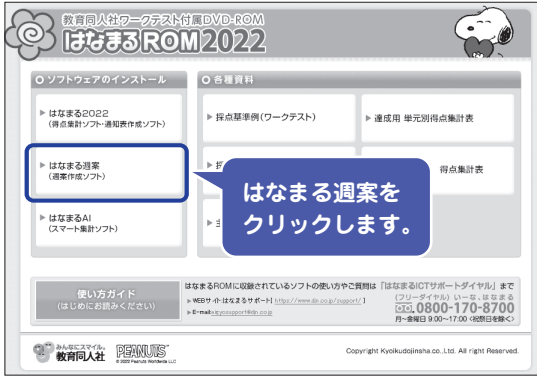 教育同人社ワークテスト付属DVD-ROM
はなまるROM2022
ソフトウェアのインストール
各種資料
はなまる2022
(得点集計ソフト・通知表作成ソフト)
採点基準例(ワークテスト)
達成用 単元別得点集計表
はなまる週案
(週案作成ソフト)
得点集計表
はなまる週案を
クリックします。
はなまるAI
(スマート集計ソフト)
使い方ガイド
(はじめにお読みください)
はなまるROMに収録されているソフトの使い方やご質問は「はなまるICTサポートダイヤル」まで
WEBサイト:はなまるサポート[ https://www.djn.co.jp/support/ ]
(フリーダイヤル) いーな、はなまる
0800-170-8700
月~金曜日 9:00~17:00 <祝祭日を除く>
みんなにスマイル。
教育同人社
PEANUTS
© 2022 Peanuts Worldwide LLC
Copyright Kyoikudojinsha.co.,Ltd. All right Reserved.